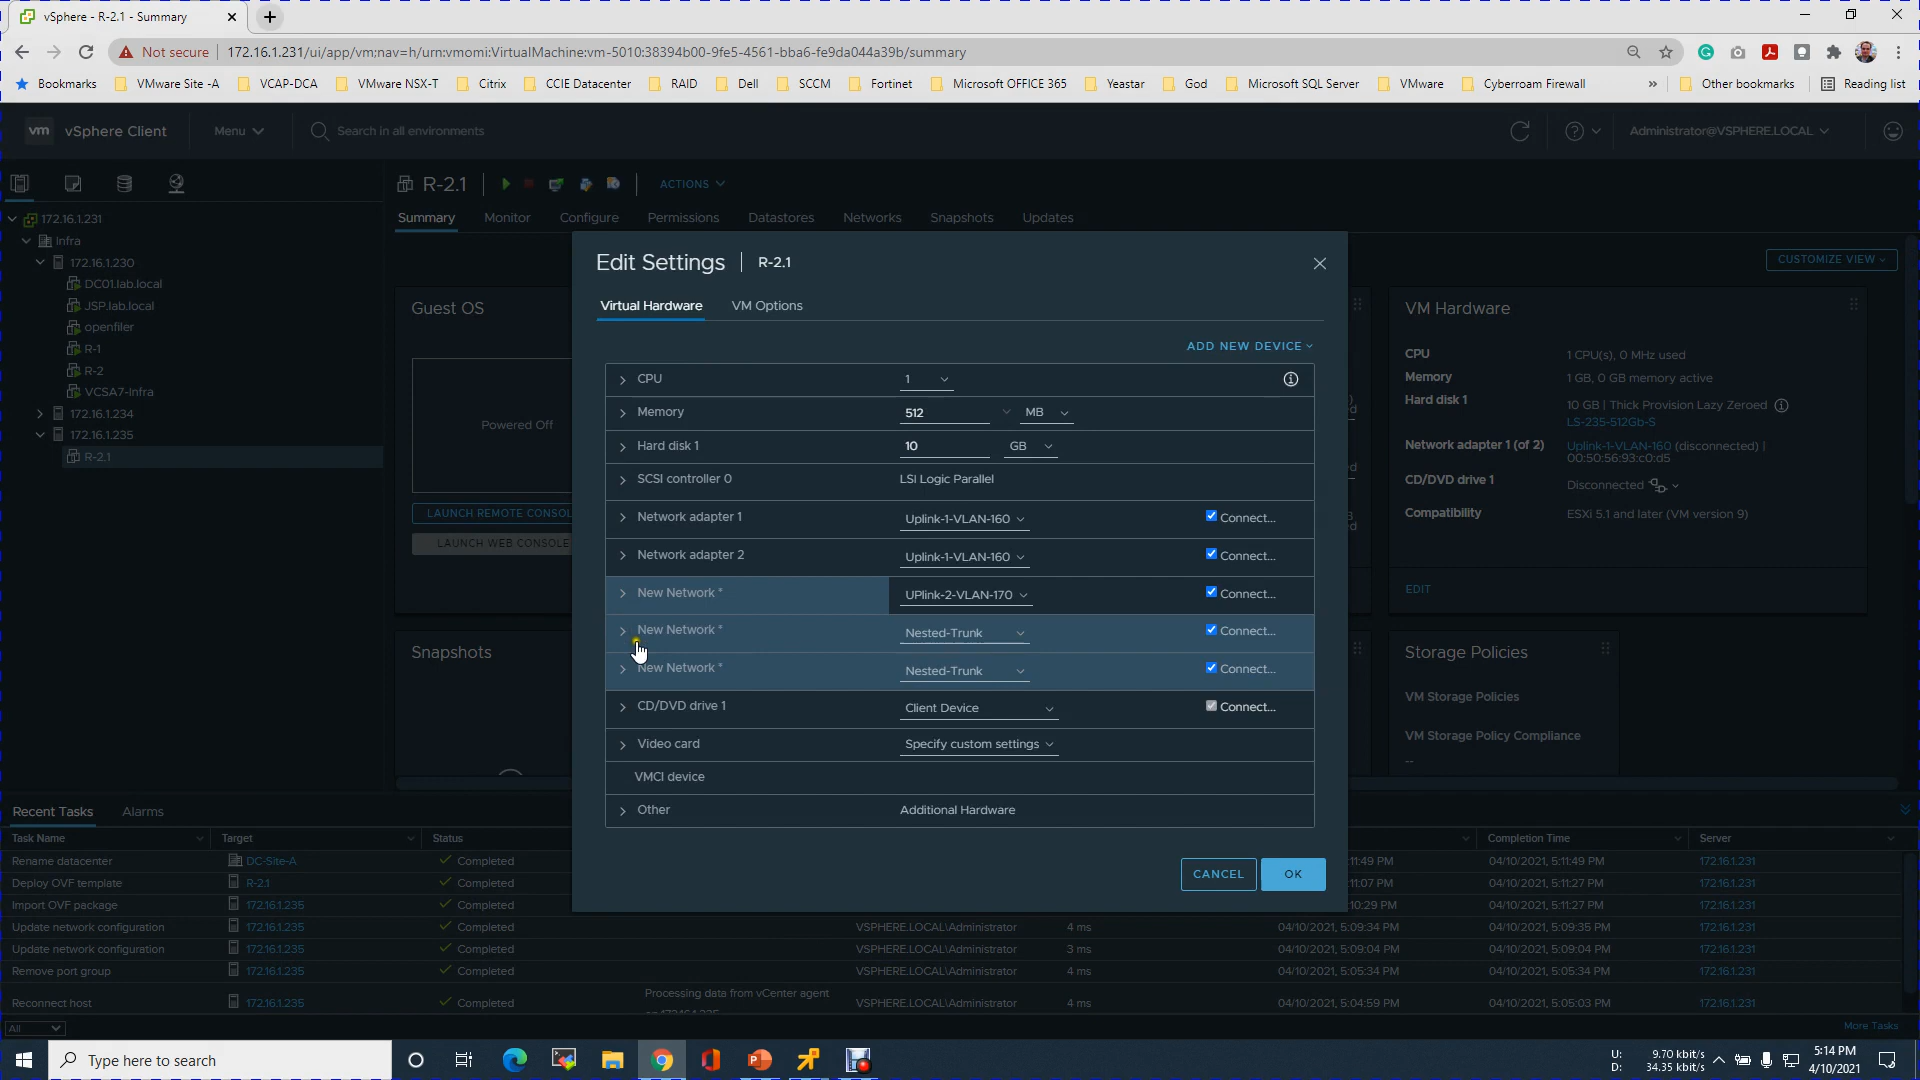 vSphere - R-2.1 - Summary
Not secure 172.16.1.231/ui/app/vm;nav=h/urn:vmomi:VirtualMachine:vm-5010:38394b00-9fe5-4561-bba6-fe9da044a39b/summary
Bookmarks VMware Site -A VCAP-DCA VMware NSX-T Citrix CCIE Datacenter RAID Dell SCCM Fortinet Microsoft OFFICE 365 Yeastar God Microsoft SQL Server VMware Cyberroam Firewall » Other bookmarks Reading list
vm vSphere Client Menu Search in all environments Administrator@VSPHERE.LOCAL
R-2.1 ACTIONS
Summary Monitor Configure Permissions Datastores Networks Snapshots Updates
172.16.1.231
Infra
172.16.1.230
DC01.lab.local
JSP.lab.local
openfiler
R-1
R-2
VCSA7-Infra
172.16.1.234
172.16.1.235
R-2.1
CUSTOMIZE VIEW
Guest OS
Powered Off
LAUNCH REMOTE CONSOL
LAUNCH WEB CONSOLE
Snapshots
Edit Settings R-2.1
Virtual Hardware VM Options
ADD NEW DEVICE
CPU 1
Memory 512 MB
Hard disk 1 10 GB
SCSI controller 0 LSI Logic Parallel
Network adapter 1 Uplink-1-VLAN-160 Connect...
Network adapter 2 Uplink-1-VLAN-160 Connect...
New Network * UPlink-2-VLAN-170 Connect...
New Network * Nested-Trunk Connect...
New Network * Nested-Trunk Connect...
CD/DVD drive 1 Client Device Connect...
Video card Specify custom settings
VMCI device
Other Additional Hardware
CANCEL OK
VM Hardware
CPU 1 CPU(s), 0 MHz used
Memory 1 GB, 0 GB memory active
Hard disk 1 10 GB | Thick Provision Lazy Zeroed
LS-235-512Gb-S
Network adapter 1 (of 2) Uplink-1-VLAN-160 (disconnected) |
00:50:56:93:c0:d5
CD/DVD drive 1 Disconnected
Compatibility ESXi 5.1 and later (VM version 9)
EDIT
Storage Policies
VM Storage Policies
VM Storage Policy Compliance
--
Recent Tasks Alarms
Task Name Target Status Completion Time Server
Rename datacenter DC-Site-A Completed :11:49 PM 04/10/2021, 5:11:49 PM 172.16.1.231
Deploy OVF template R-2.1 Completed :11:07 PM 04/10/2021, 5:11:27 PM 172.16.1.231
Import OVF package 172.16.1.235 Completed :10:29 PM 04/10/2021, 5:11:27 PM 172.16.1.231
Update network configuration 172.16.1.235 Completed VSPHERE.LOCAL\Administrator 4 ms 04/10/2021, 5:09:34 PM 04/10/2021, 5:09:35 PM 172.16.1.231
Update network configuration 172.16.1.235 Completed VSPHERE.LOCAL\Administrator 3 ms 04/10/2021, 5:09:04 PM 04/10/2021, 5:09:04 PM 172.16.1.231
Remove port group 172.16.1.235 Completed VSPHERE.LOCAL\Administrator 4 ms 04/10/2021, 5:05:34 PM 04/10/2021, 5:05:34 PM 172.16.1.231
Reconnect host 172.16.1.235 Completed Processing data from vCenter agent VSPHERE.LOCAL\Administrator 4 ms 04/10/2021, 5:04:59 PM 04/10/2021, 5:05:03 PM 172.16.1.231
All More Tasks
Type here to search
U: 9.70 kbit/s
D: 34.35 kbit/s
5:14 PM
4/10/2021